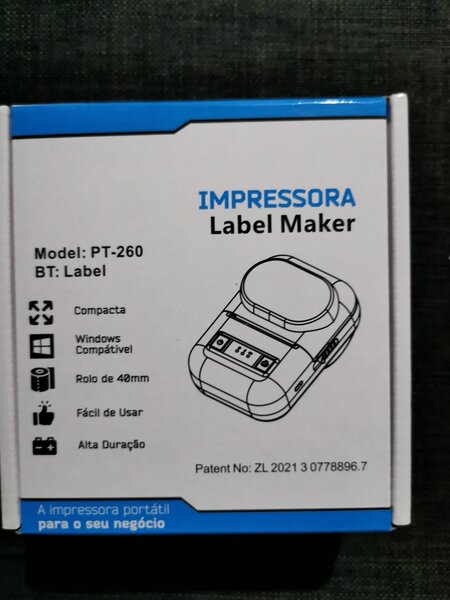 IMPRESSORA
Label Maker
Model: PT-260
BT: Label
Compacta
Windows
Compátivel
Rolo de 40mm
Fácil de Usar
Alta Duração
Patent No: ZL 2021 3 0778896.7
A impressora portátil
para o seu negócio